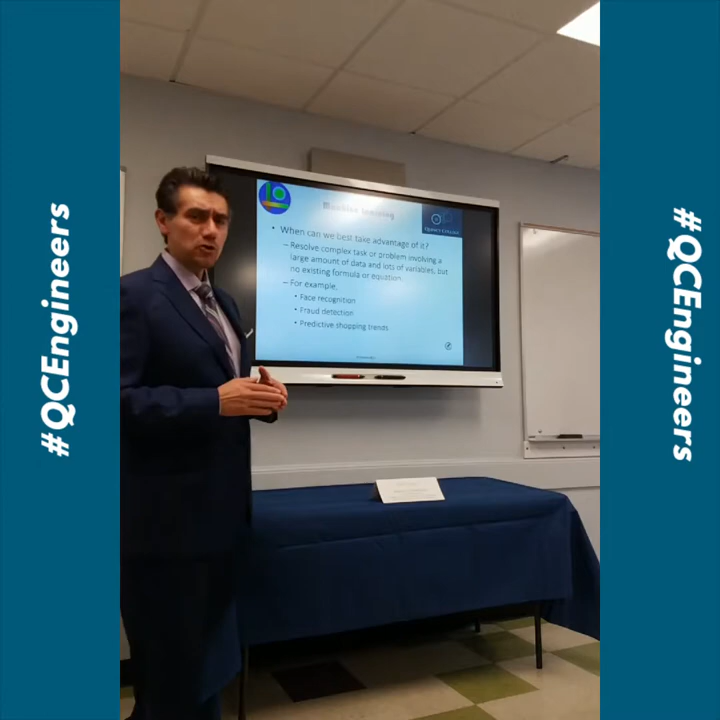 #QCEngineers
Machine learning
• When can we best take advantage of it?
– Resolve complex task or problem involving a
large amount of data and lots of variables, but
no existing formula or equation.
– For example,
• Face recognition
• Fraud detection
• Predictive shopping trends
#QCEngineers